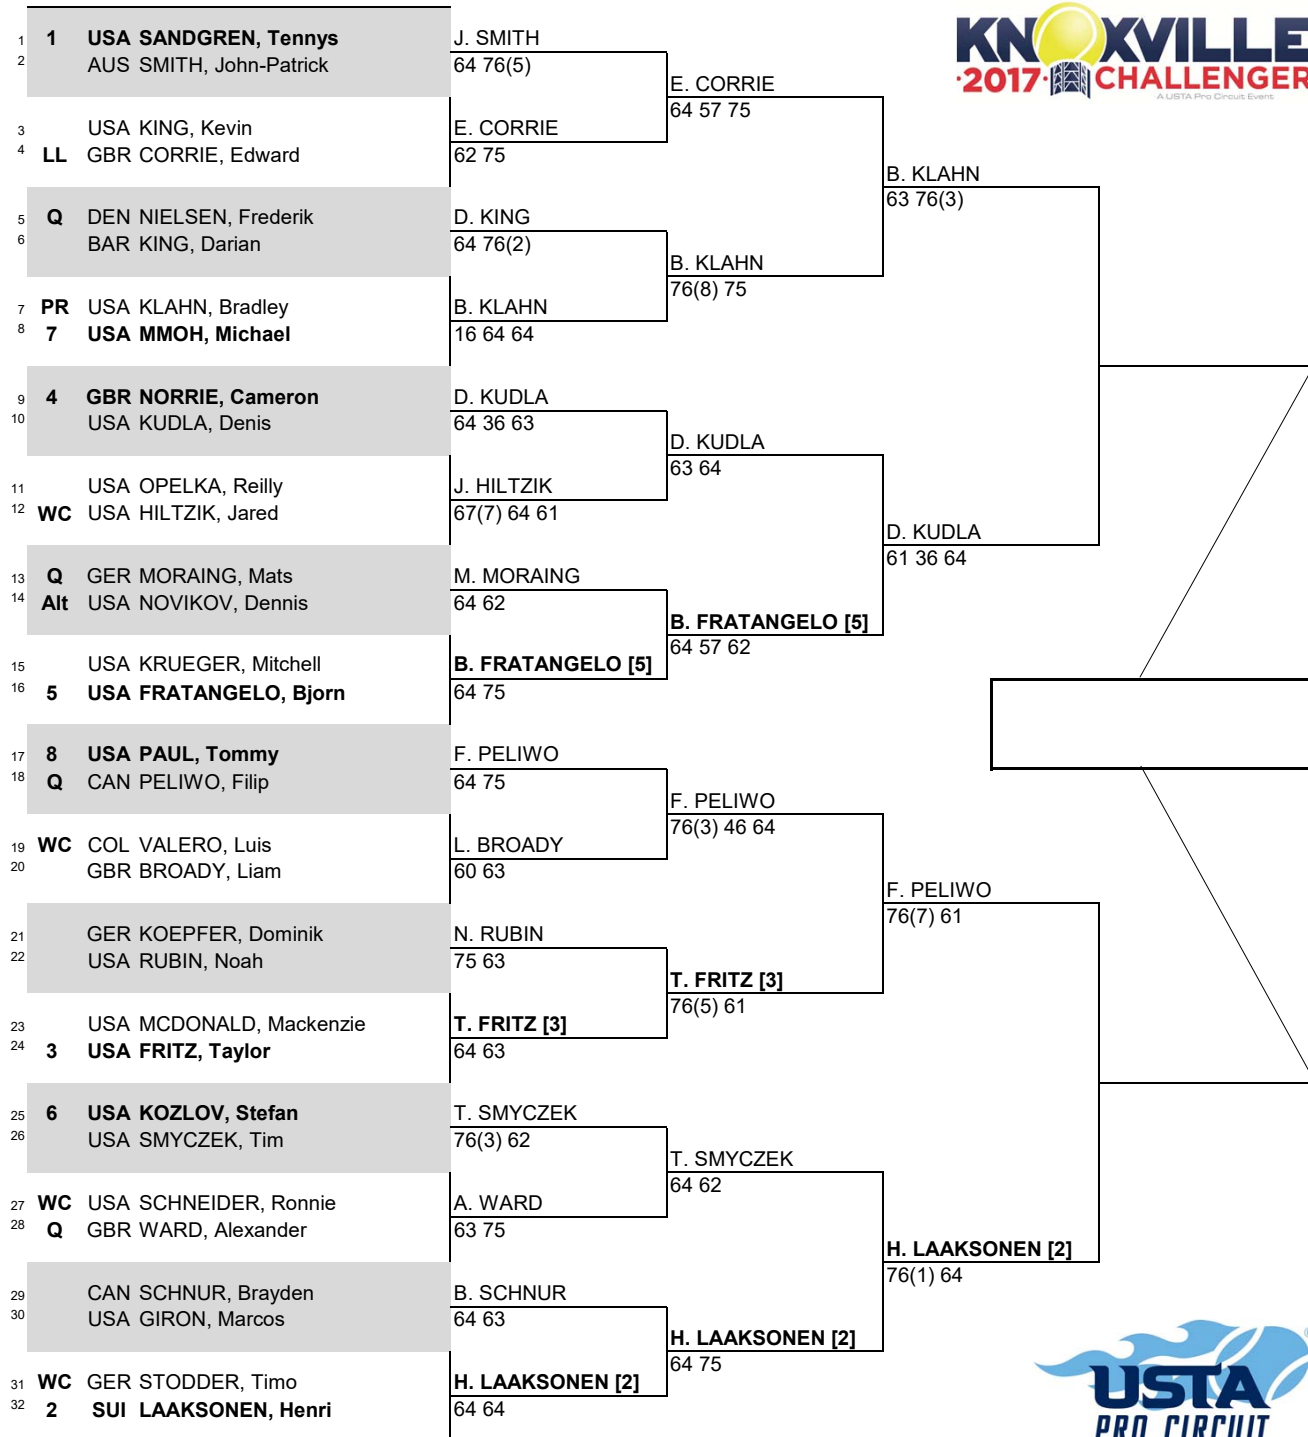 KNOXVILLE
·2017· CHALLENGER
A USTA Pro Circuit Event
1 1 USA SANDGREN, Tennys
2 AUS SMITH, John-Patrick
3 USA KING, Kevin
4 LL GBR CORRIE, Edward
5 Q DEN NIELSEN, Frederik
6 BAR KING, Darian
7 PR USA KLAHN, Bradley
8 7 USA MMOH, Michael
9 4 GBR NORRIE, Cameron
10 USA KUDLA, Denis
11 USA OPELKA, Reilly
12 WC USA HILTZIK, Jared
13 Q GER MORAING, Mats
14 Alt USA NOVIKOV, Dennis
15 USA KRUEGER, Mitchell
16 5 USA FRATANGELO, Bjorn
17 8 USA PAUL, Tommy
18 Q CAN PELIWO, Filip
19 WC COL VALERO, Luis
20 GBR BROADY, Liam
21 GER KOEPFER, Dominik
22 USA RUBIN, Noah
23 USA MCDONALD, Mackenzie
24 3 USA FRITZ, Taylor
25 6 USA KOZLOV, Stefan
26 USA SMYCZEK, Tim
27 WC USA SCHNEIDER, Ronnie
28 Q GBR WARD, Alexander
29 CAN SCHNUR, Brayden
30 USA GIRON, Marcos
31 WC GER STODDER, Timo
32 2 SUI LAAKSONEN, Henri
J. SMITH
64 76(5)
E. CORRIE
62 75
D. KING
64 76(2)
B. KLAHN
16 64 64
D. KUDLA
64 36 63
J. HILTZIK
67(7) 64 61
M. MORAING
64 62
B. FRATANGELO [5]
64 75
F. PELIWO
64 75
L. BROADY
60 63
N. RUBIN
75 63
T. FRITZ [3]
64 63
T. SMYCZEK
76(3) 62
A. WARD
63 75
B. SCHNUR
64 63
H. LAAKSONEN [2]
64 64
E. CORRIE
64 57 75
B. KLAHN
76(8) 75
D. KUDLA
63 64
B. FRATANGELO [5]
64 57 62
F. PELIWO
76(3) 46 64
T. FRITZ [3]
76(5) 61
T. SMYCZEK
64 62
H. LAAKSONEN [2]
64 75
B. KLAHN
63 76(3)
D. KUDLA
61 36 64
F. PELIWO
76(7) 61
H. LAAKSONEN [2]
76(1) 64
USTA
PRO CIRCUIT